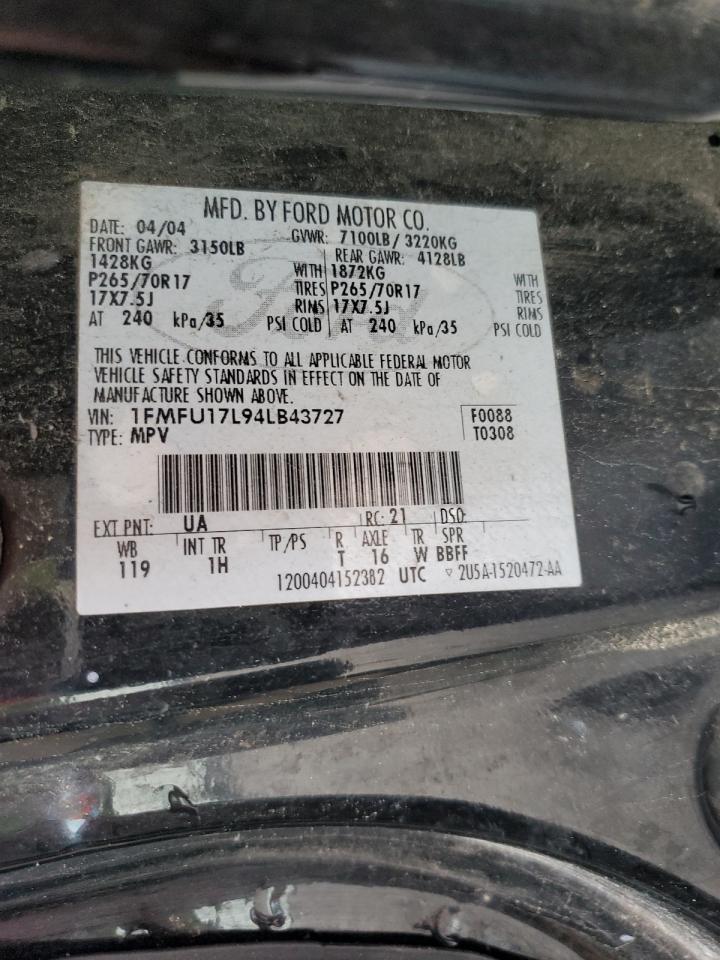 MFD. BY FORD MOTOR CO.
DATE: 04/04 GVWR: 7100LB / 3220KG
FRONT GAWR: 3150LB REAR GAWR: 4128LB
1428KG WITH 1872KG WITH
P265/70R17 TIRES P265/70R17 TIRES
17X7.5J RIMS 17X7.5J RIMS
AT 240 kPa/35 PSI COLD AT 240 kPa/35 PSI COLD
Ford
THIS VEHICLE CONFORMS TO ALL APPLICABLE FEDERAL MOTOR
VEHICLE SAFETY STANDARDS IN EFFECT ON THE DATE OF
MANUFACTURE SHOWN ABOVE.
VIN: 1FMFU17L94LB43727 F0088
TYPE: MPV T0308
EXT PNT: UA RC: 21 DSO:
WB INT TR TP/PS R AXLE TR SPR
119 1H T 16 W BBFF
1200404152382 UTC ▽ 2U5A-1520472-AA